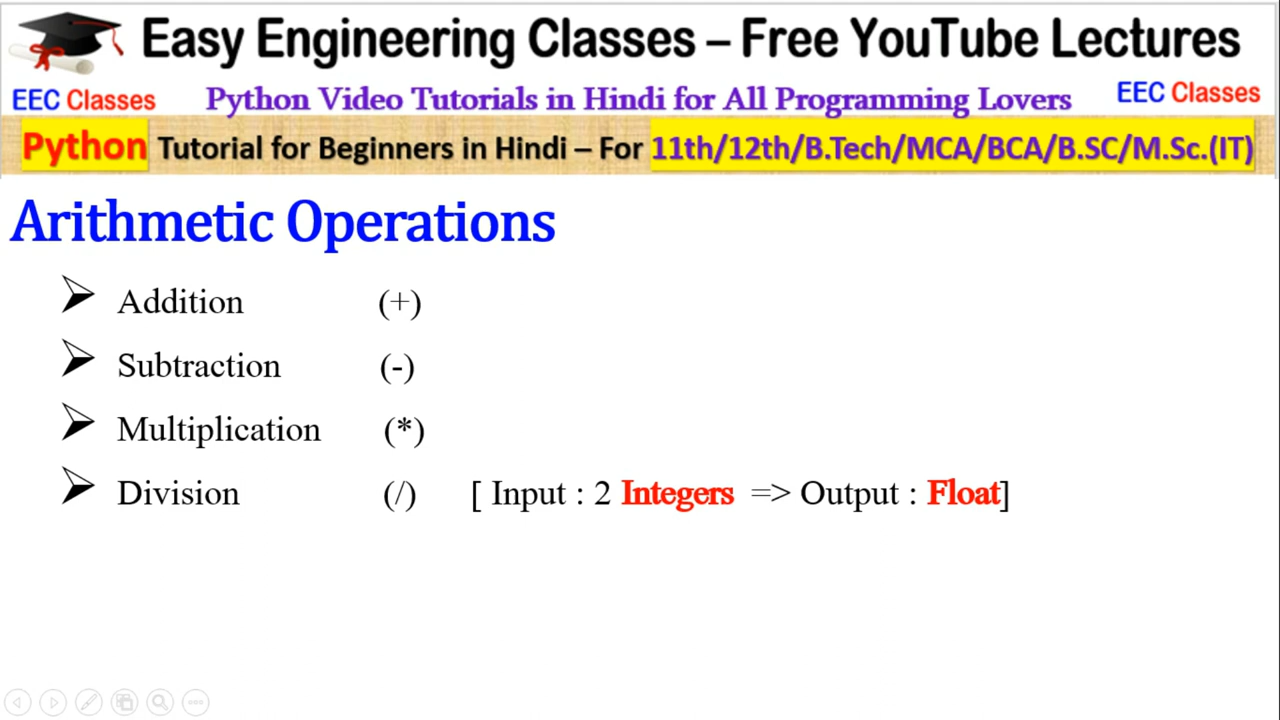 Easy Engineering Classes – Free YouTube Lectures
EEC Classes Python Video Tutorials in Hindi for All Programming Lovers EEC Classes
Python Tutorial for Beginners in Hindi – For 11th/12th/B.Tech/MCA/BCA/B.SC/M.Sc.(IT)
Arithmetic Operations
➢ Addition (+)
➢ Subtraction (-)
➢ Multiplication (*)
➢ Division (/) [ Input : 2 Integers => Output : Float]